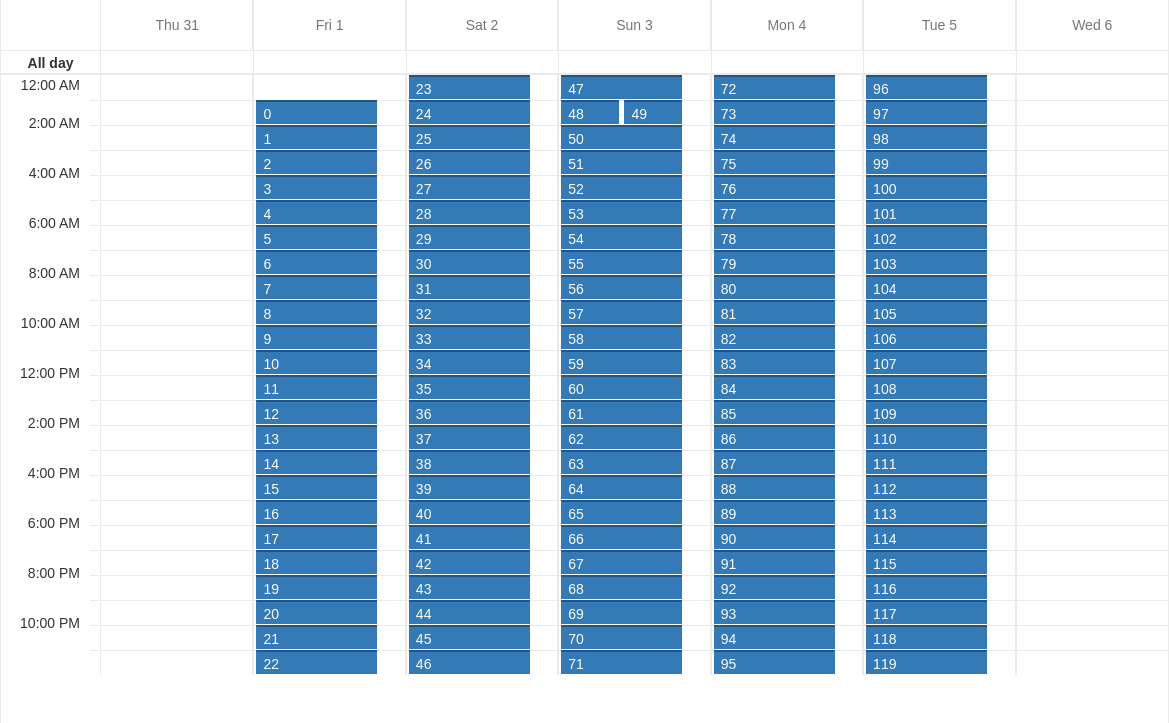 Thu 31 Fri 1 Sat 2 Sun 3 Mon 4 Tue 5 Wed 6
All day
12:00 AM 23 47 72 96
0 24 48 49 73 97
2:00 AM 1 25 50 74 98
2 26 51 75 99
4:00 AM 3 27 52 76 100
4 28 53 77 101
6:00 AM 5 29 54 78 102
6 30 55 79 103
8:00 AM 7 31 56 80 104
8 32 57 81 105
10:00 AM 9 33 58 82 106
10 34 59 83 107
12:00 PM 11 35 60 84 108
12 36 61 85 109
2:00 PM 13 37 62 86 110
14 38 63 87 111
4:00 PM 15 39 64 88 112
16 40 65 89 113
6:00 PM 17 41 66 90 114
18 42 67 91 115
8:00 PM 19 43 68 92 116
20 44 69 93 117
10:00 PM 21 45 70 94 118
22 46 71 95 119